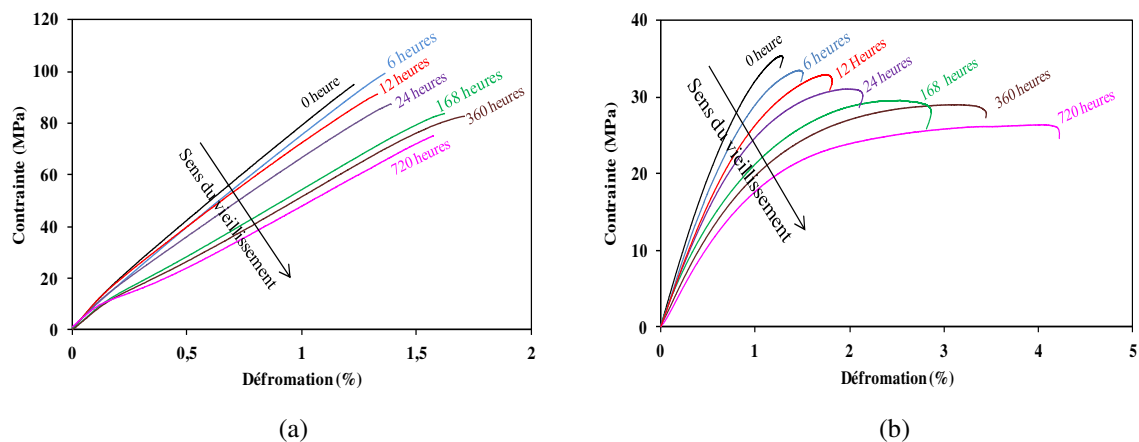 120
100
80
60
40
20
0
Contrainte (MPa)
0
0,5
1
1,5
2
Défromation (%)
0 heure
6 heures
12 heures
24 heures
168 heures
360 heures
720 heures
Sens du vieillissement
(a)
40
30
20
10
0
Contrainte (MPa)
0
1
2
3
4
5
Défromation (%)
0 heure
6 heures
12 Heures
24 heures
168 heures
360 heures
720 heures
Sens du vieillissement
(b)